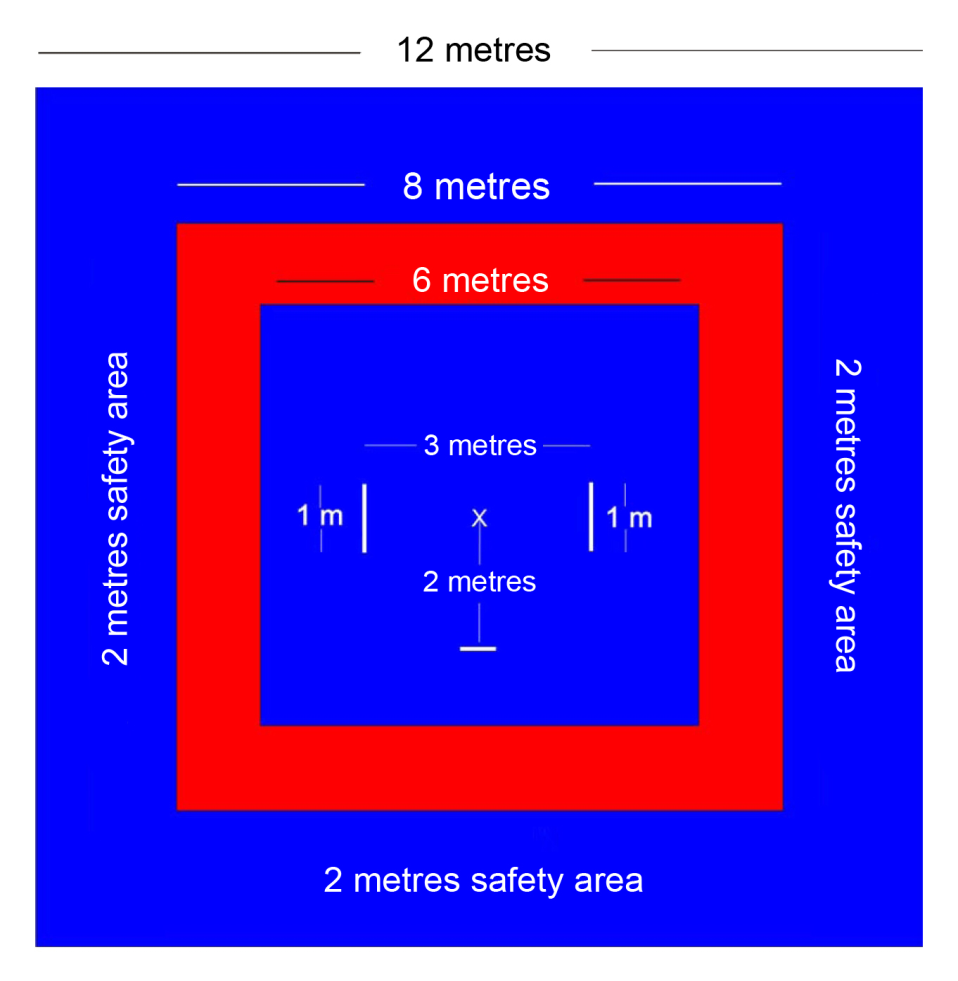 12 metres
8 metres
6 metres
3 metres
1 m
x
1 m
2 metres
2 metres safety area
2 metres safety area
2 metres safety area